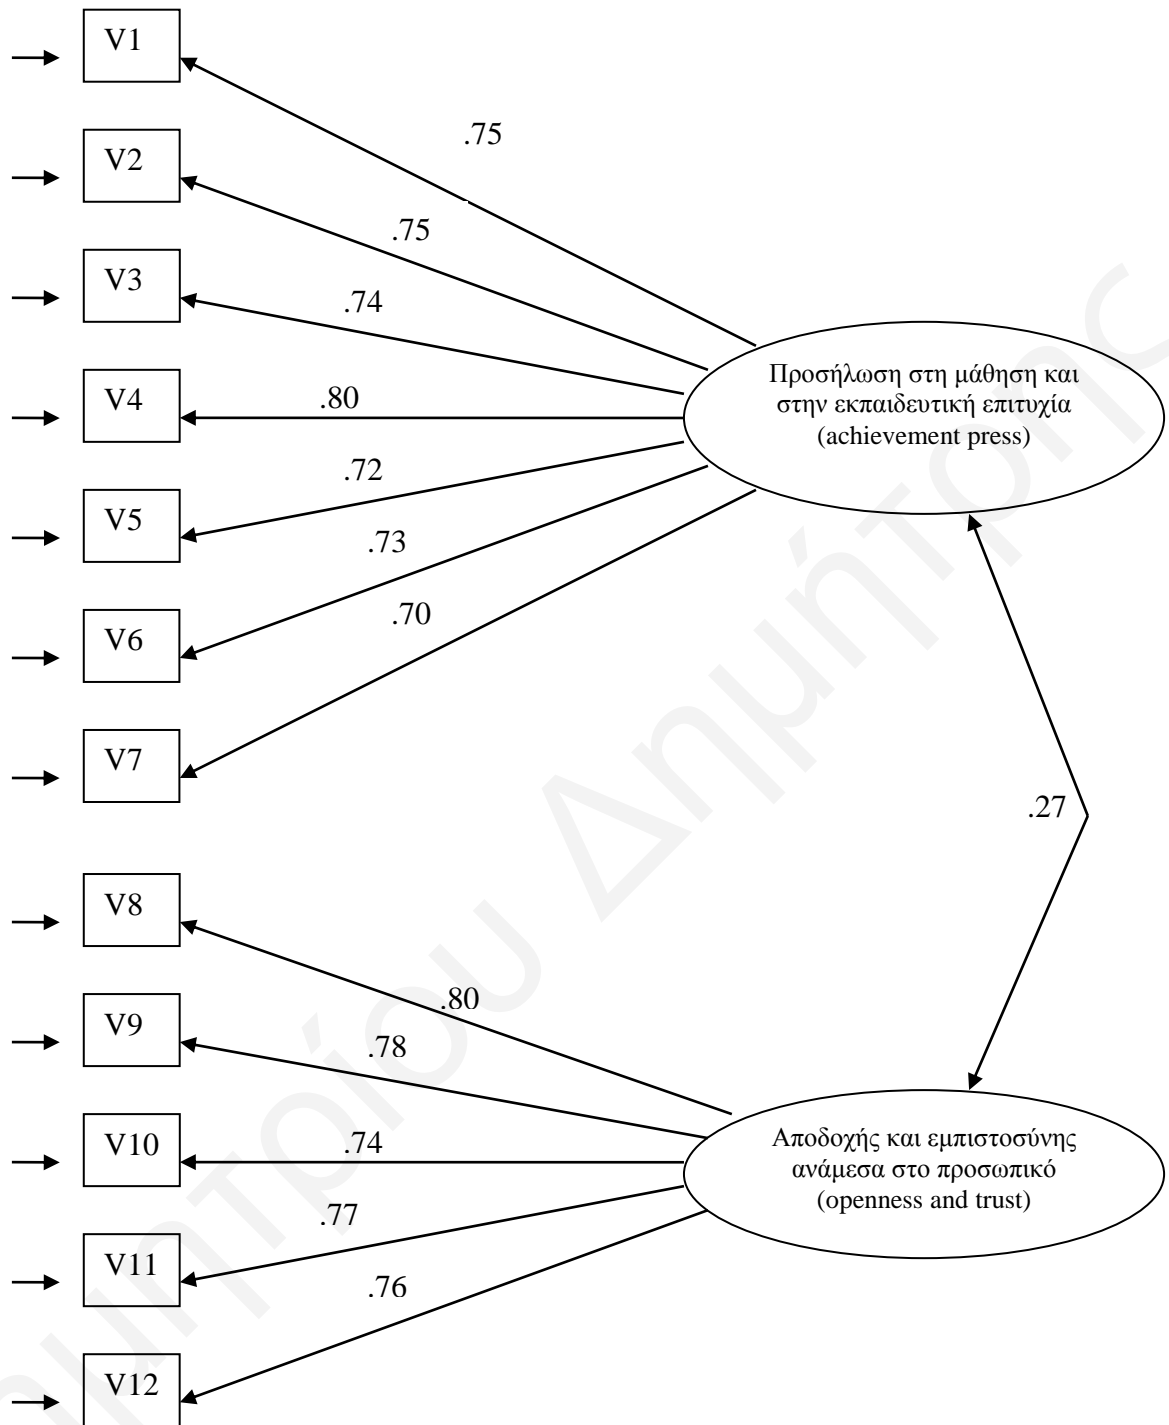 V1
.75
V2
.75
V3
.74
V4
.80
V5
.72
V6
.73
V7
.70
Προσήλωση στη μάθηση και
στην εκπαιδευτική επιτυχία
(achievement press)
.27
V8
.80
V9
.78
V10
.74
V11
.77
V12
.76
Αποδοχής και εμπιστοσύνης
ανάμεσα στο προσωπικό
(openness and trust)
Δημήτρης
Δημητρίου